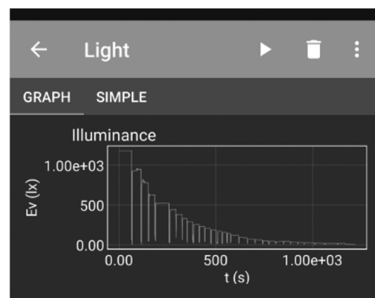 Light
GRAPH SIMPLE
Illuminance
1.00e+03
Ev (lx)
500
0.00
0.00 500 1.00e+03
t (s)